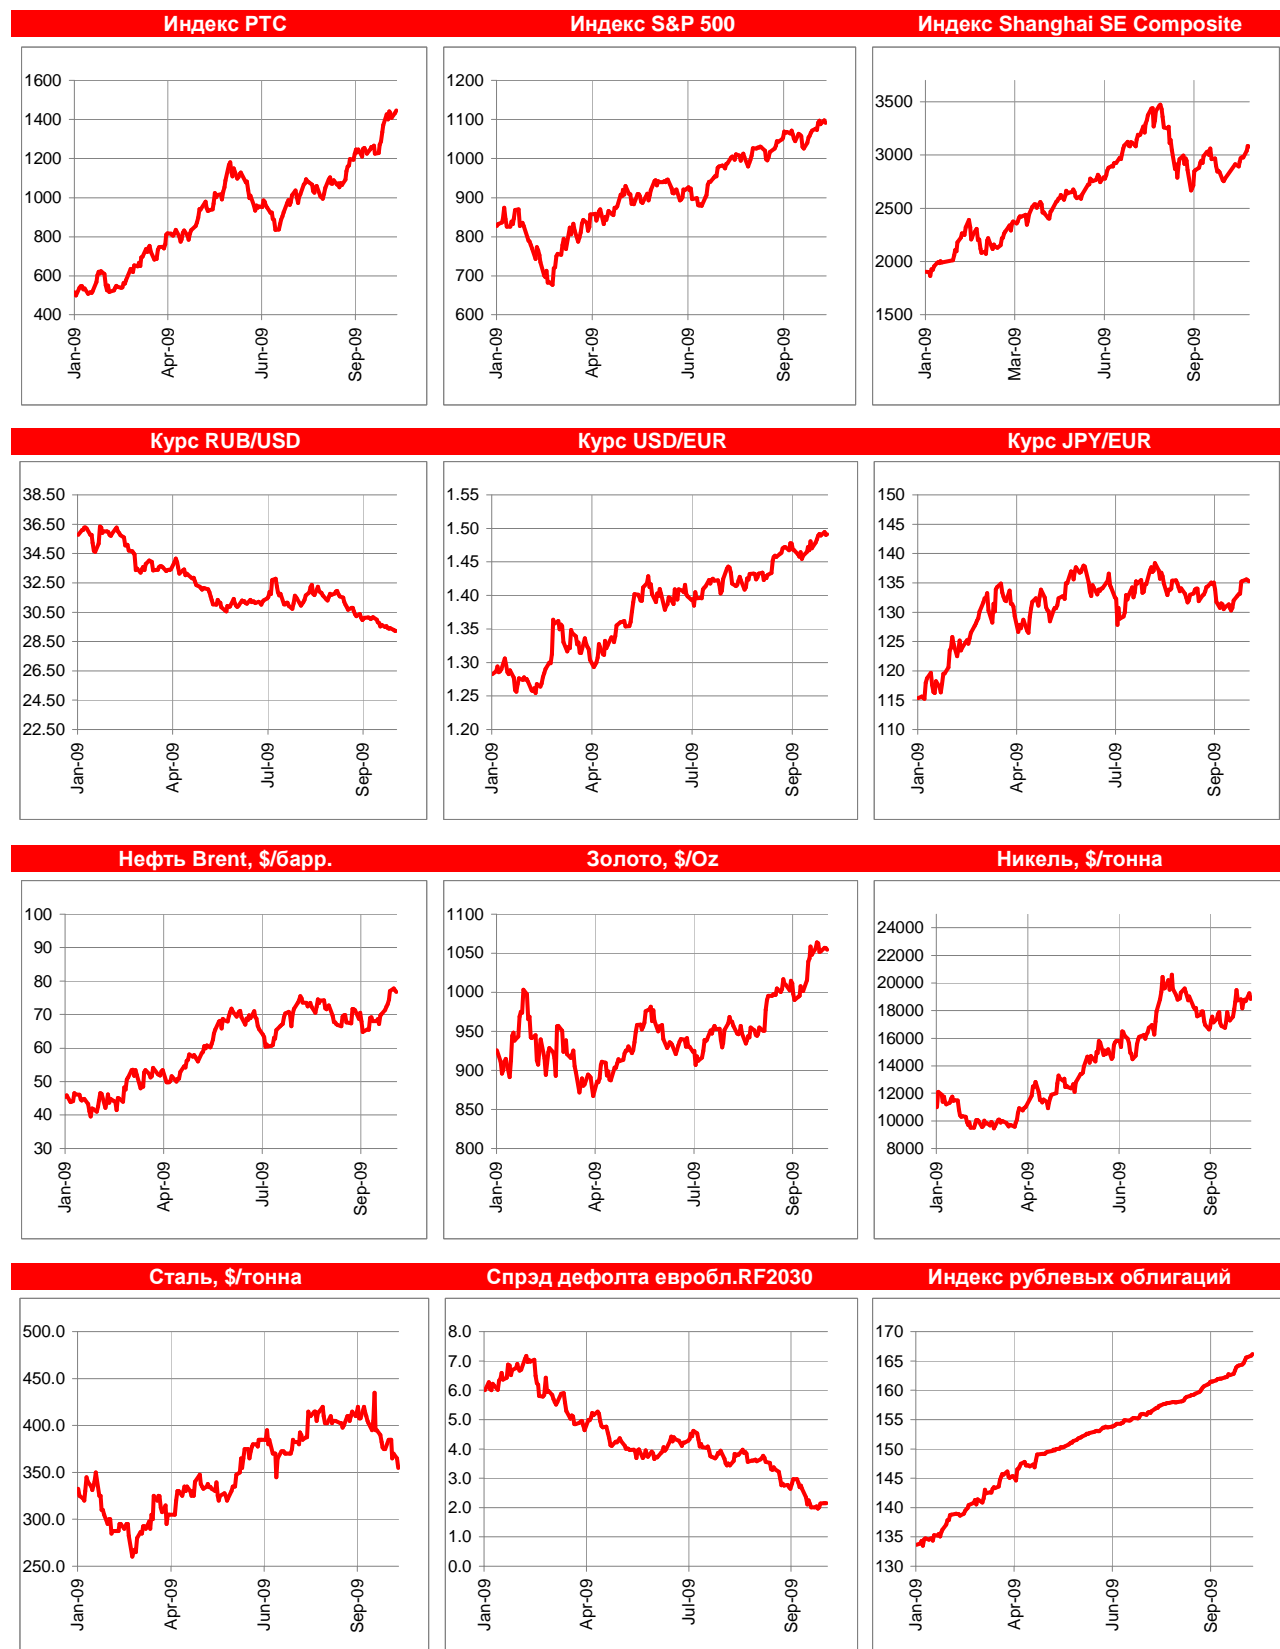 Индекс РТС
1600
1400
1200
1000
800
600
400
Jan-09
Apr-09
Jun-09
Sep-09
Индекс S&P 500
1200
1100
1000
900
800
700
600
Jan-09
Apr-09
Jun-09
Sep-09
Индекс Shanghai SE Composite
3500
3000
2500
2000
1500
Jan-09
Mar-09
Jun-09
Sep-09
Курс RUB/USD
38.50
36.50
34.50
32.50
30.50
28.50
26.50
24.50
22.50
Jan-09
Apr-09
Jul-09
Sep-09
Курс USD/EUR
1.55
1.50
1.45
1.40
1.35
1.30
1.25
1.20
Jan-09
Apr-09
Jul-09
Sep-09
Курс JPY/EUR
150
145
140
135
130
125
120
115
110
Jan-09
Apr-09
Jul-09
Sep-09
Нефть Brent, $/барр.
100
90
80
70
60
50
40
30
Jan-09
Apr-09
Jul-09
Sep-09
Золото, $/Oz
1100
1050
1000
950
900
850
800
Jan-09
Apr-09
Jul-09
Sep-09
Никель, $/тонна
24000
22000
20000
18000
16000
14000
12000
10000
8000
Jan-09
Apr-09
Jun-09
Sep-09
Сталь, $/тонна
500.0
450.0
400.0
350.0
300.0
250.0
Jan-09
Apr-09
Jun-09
Sep-09
Спрэд дефолта евробл.RF2030
8.0
7.0
6.0
5.0
4.0
3.0
2.0
1.0
0.0
Jan-09
Apr-09
Jul-09
Sep-09
Индекс рублевых облигаций
170
165
160
155
150
145
140
135
130
Jan-09
Apr-09
Jun-09
Sep-09